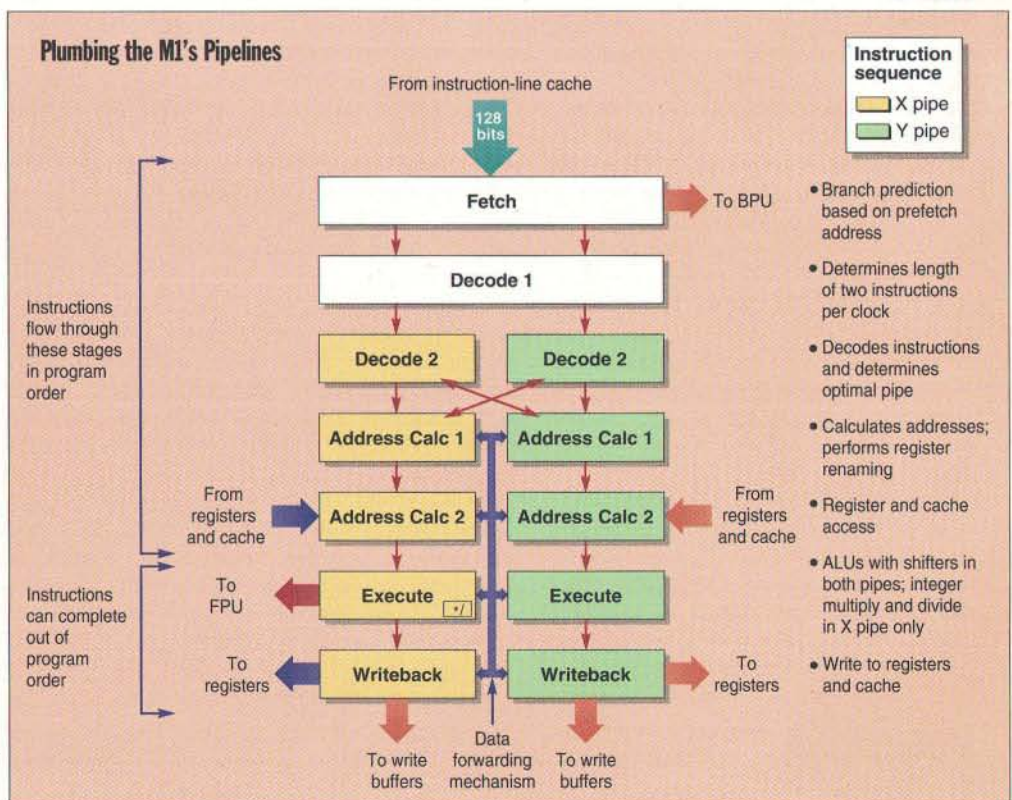 Plumbing the M1's Pipelines
Instruction
sequence
X pipe
Y pipe
From instruction-line cache
128
bits
Fetch
To BPU
Decode 1
Decode 2
Decode 2
Address Calc 1
Address Calc 1
From
registers
and cache
Address Calc 2
Address Calc 2
From
registers
and cache
To
FPU
Execute
*/
Execute
To
registers
Writeback
Writeback
To
registers
To write
buffers
Data
forwarding
mechanism
To write
buffers
Instructions
flow through
these stages
in program
order
Instructions
can complete
out of
program
order
• Branch prediction
based on prefetch
address
• Determines length
of two instructions
per clock
• Decodes instructions
and determines
optimal pipe
• Calculates addresses;
performs register
renaming
• Register and cache
access
• ALUs with shifters in
both pipes; integer
multiply and divide
in X pipe only
• Write to registers
and cache